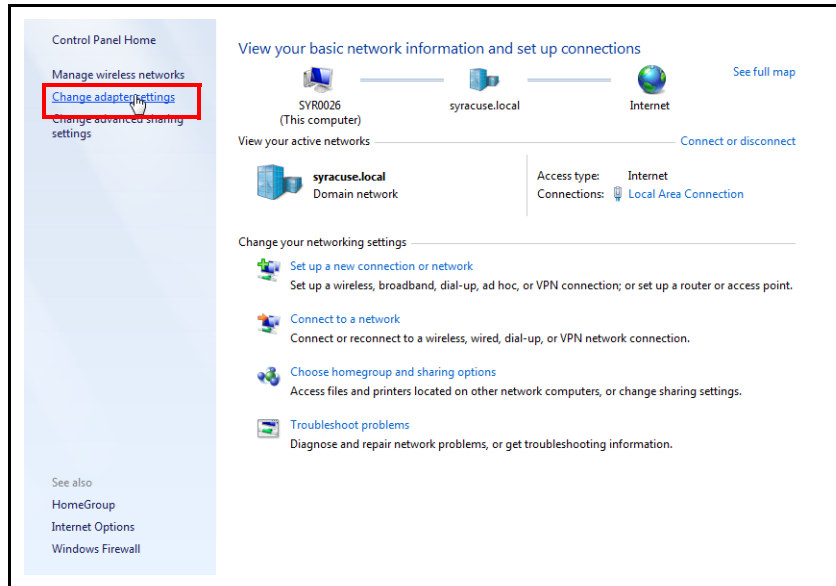 Control Panel Home
Manage wireless networks
Change adapter settings
Change advanced sharing
settings
See also
HomeGroup
Internet Options
Windows Firewall
View your basic network information and set up connections
See full map
SYR0026
(This computer)
syracuse.local
Internet
View your active networks
Connect or disconnect
syracuse.local
Domain network
Access type: Internet
Connections: Local Area Connection
Change your networking settings
Set up a new connection or network
Set up a wireless, broadband, dial-up, ad hoc, or VPN connection; or set up a router or access point.
Connect to a network
Connect or reconnect to a wireless, wired, dial-up, or VPN network connection.
Choose homegroup and sharing options
Access files and printers located on other network computers, or change sharing settings.
Troubleshoot problems
Diagnose and repair network problems, or get troubleshooting information.